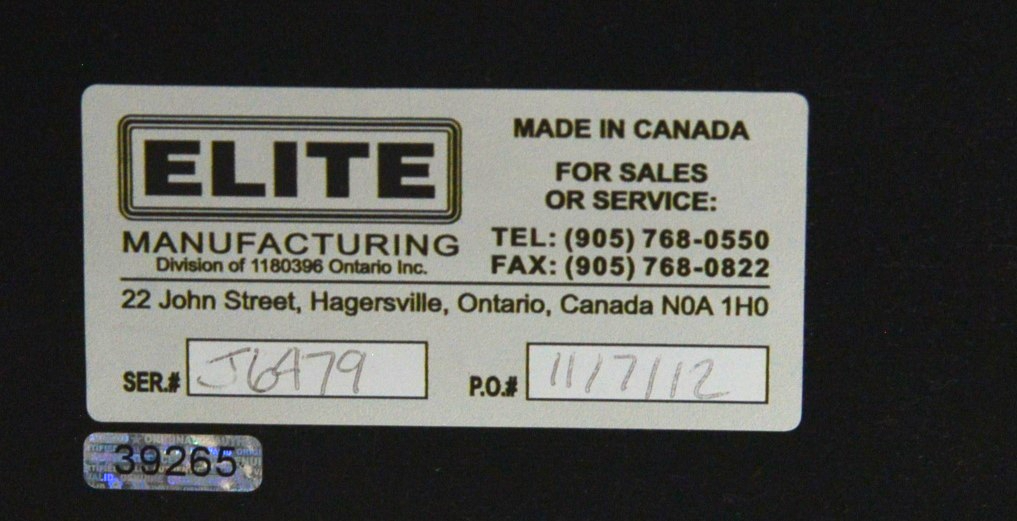 ELITE
MANUFACTURING
Division of 1180396 Ontario Inc.
MADE IN CANADA
FOR SALES
OR SERVICE:
TEL: (905) 768-0550
FAX: (905) 768-0822
22 John Street, Hagersville, Ontario, Canada N0A 1H0
SER.# J6479
P.O.# 11/7/12
39265